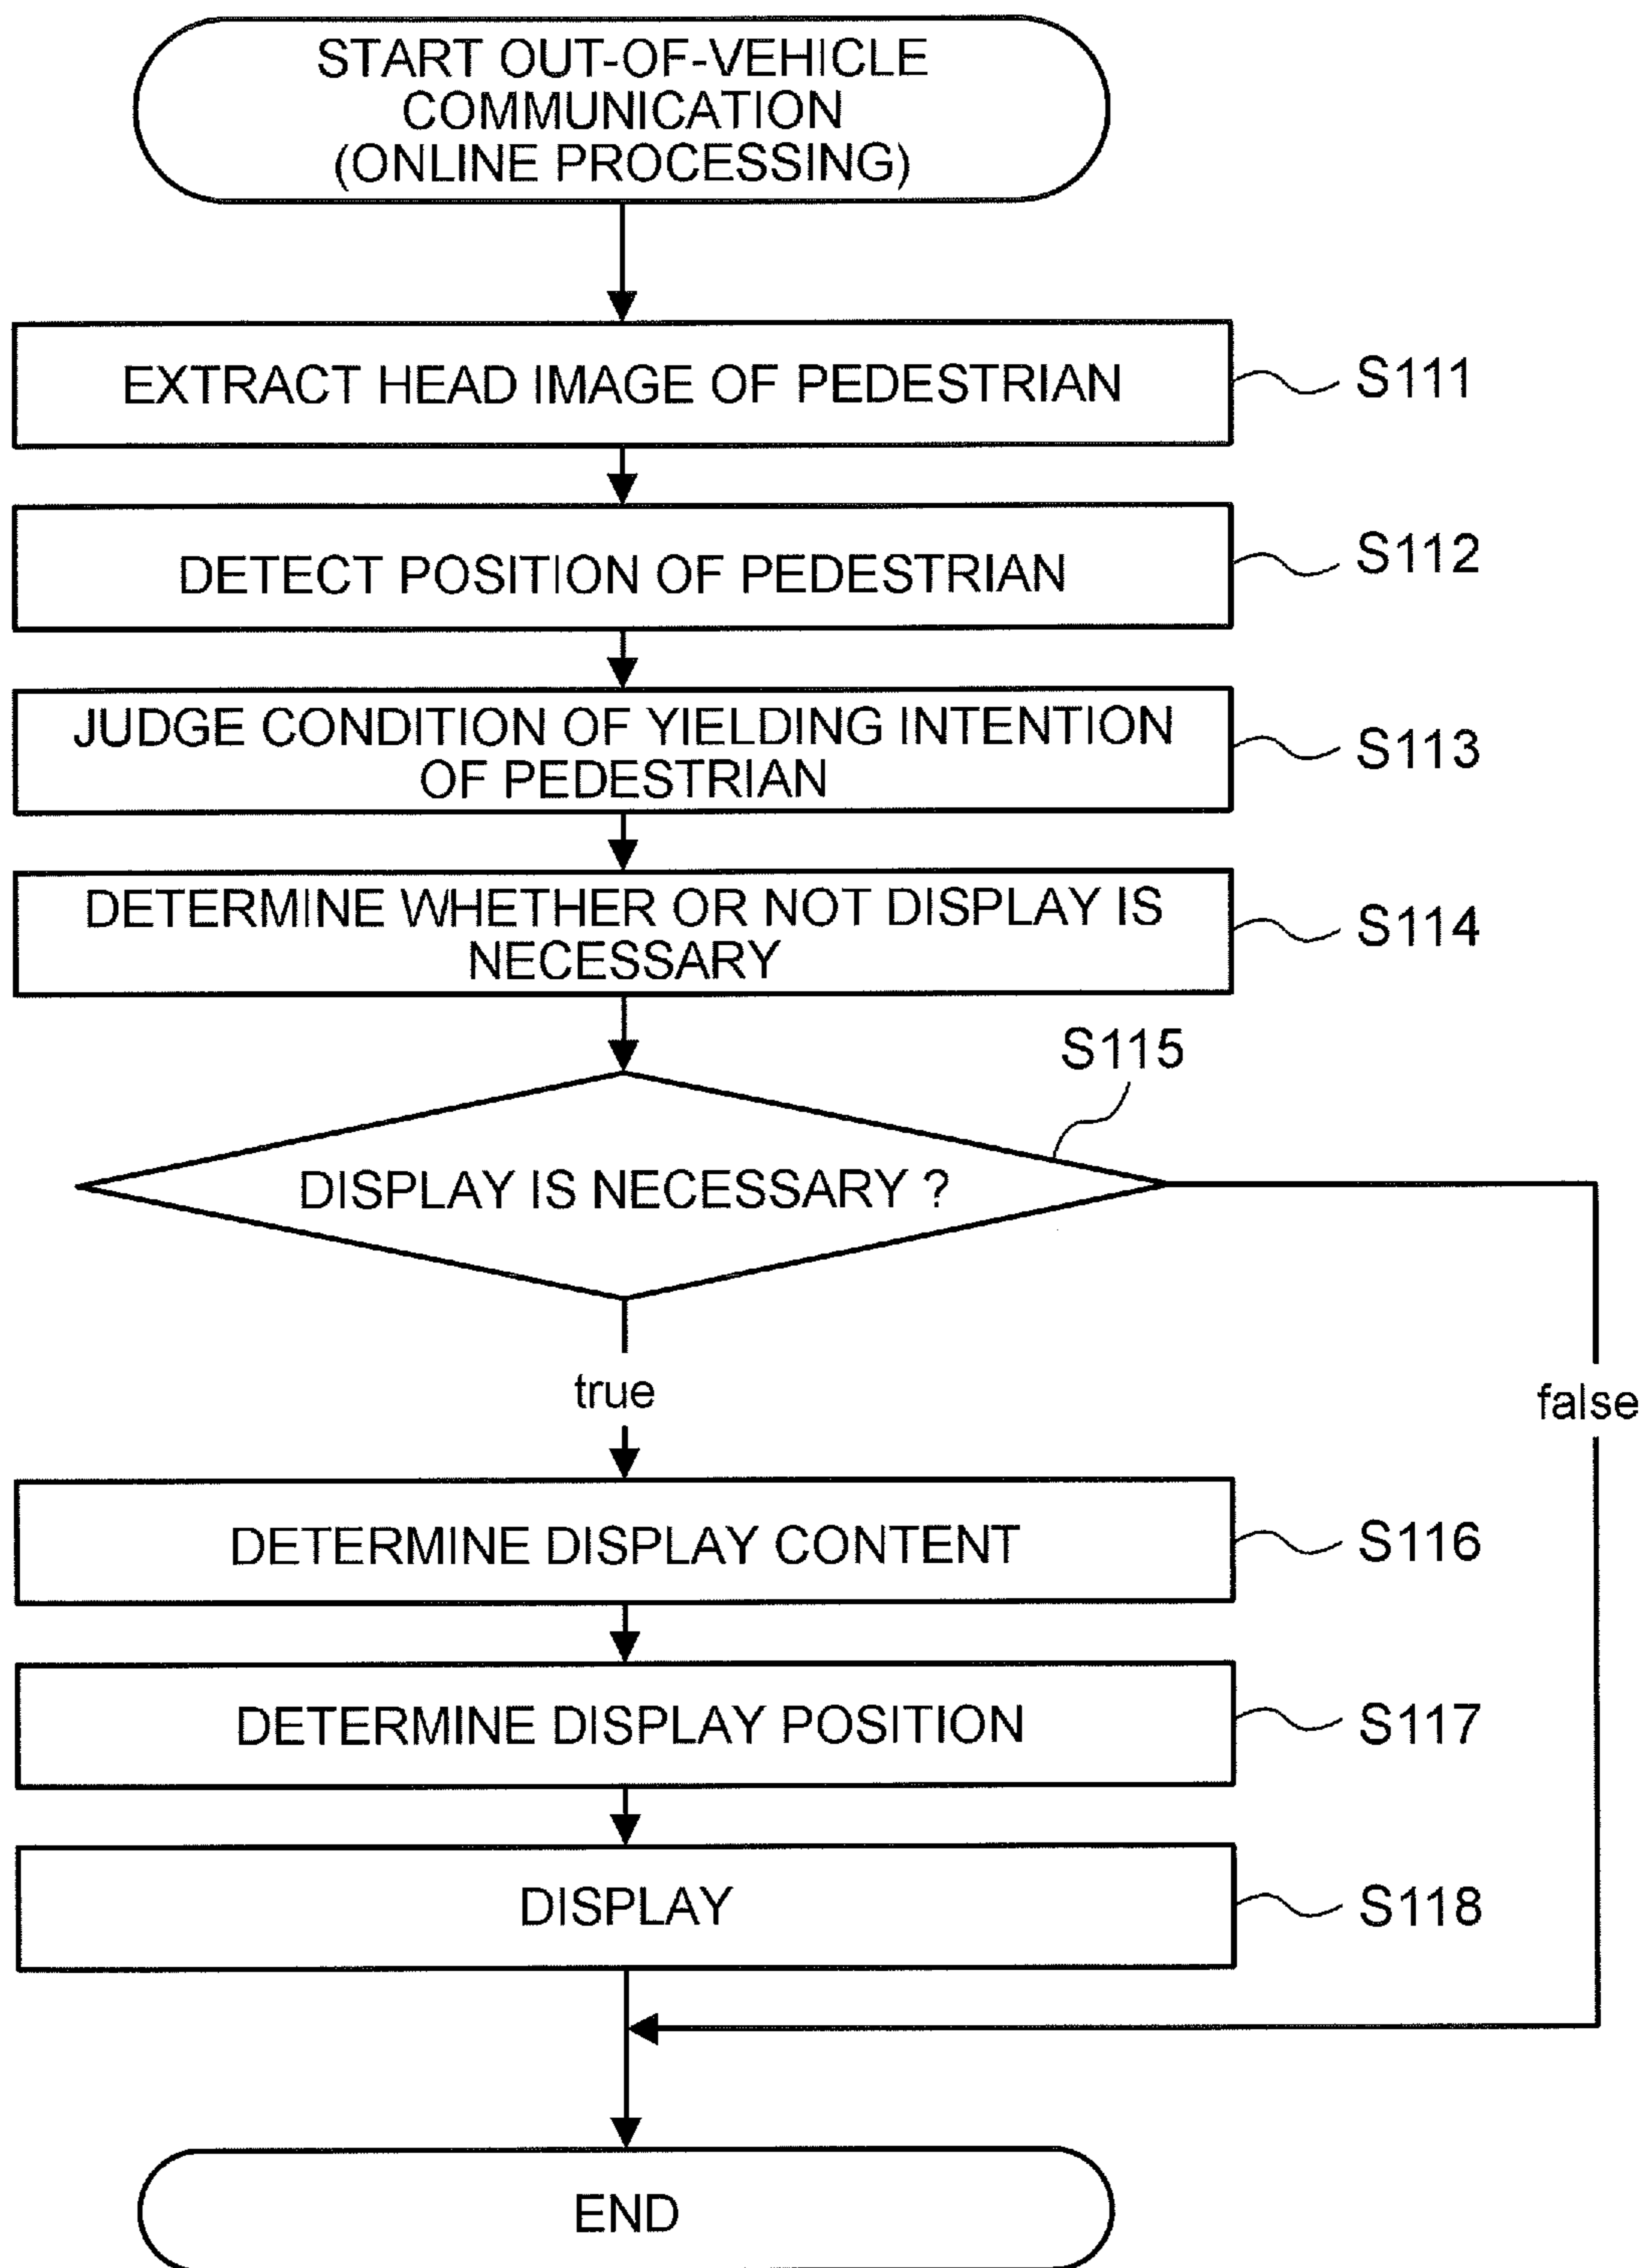 START OUT-OF-VEHICLE
COMMUNICATION
(ONLINE PROCESSING)
EXTRACT HEAD IMAGE OF PEDESTRIAN
S111
DETECT POSITION OF PEDESTRIAN
S112
JUDGE CONDITION OF YIELDING INTENTION
OF PEDESTRIAN
S113
DETERMINE WHETHER OR NOT DISPLAY IS
NECESSARY
S114
S115
DISPLAY IS NECESSARY ?
true
false
DETERMINE DISPLAY CONTENT
S116
DETERMINE DISPLAY POSITION
S117
DISPLAY
S118
END